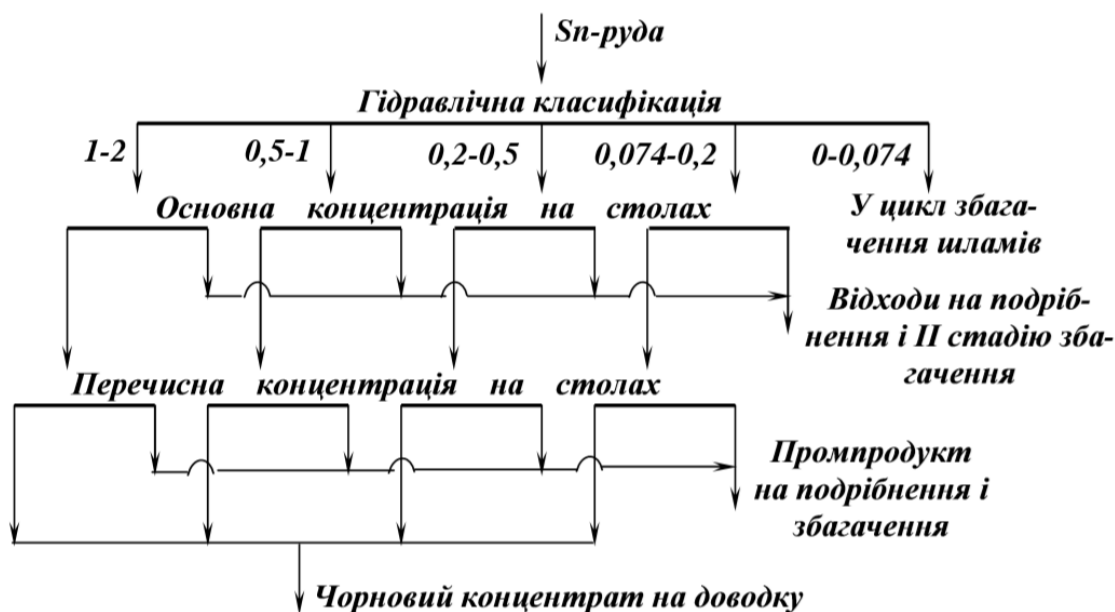 Sn-руда
Гідравлічна класифікація
1-2 0,5-1 0,2-0,5 0,074-0,2 0-0,074
Основна концентрація на столах
У цикл збага-
чення шламів
Відходи на подріб-
нення і II стадію зба-
гачення
Перечисна концентрація на столах
Промпродукт
на подрібнення і
збагачення
Чорновий концентрат на доводку